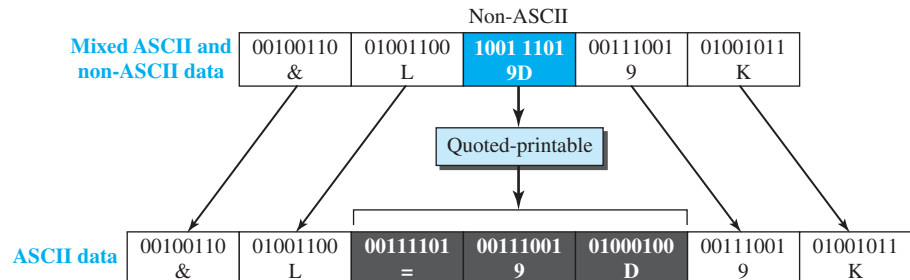 Non-ASCII
Mixed ASCII and
non-ASCII data
00100110 01001100 1001 1101 00111001 01001011
& L 9D 9 K
Quoted-printable
ASCII data
00100110 01001100 00111101 00111001 01000100 00111001 01001011
& L = 9 D 9 K